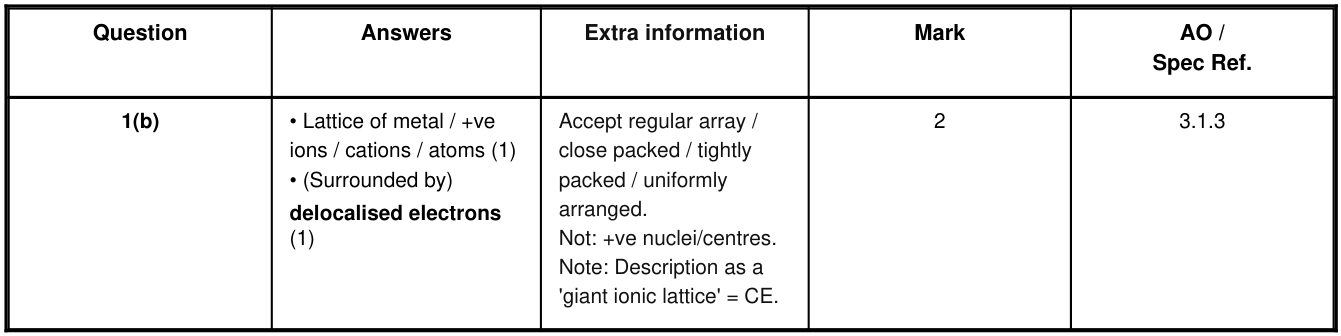 Question
Answers
Extra information
Mark
AO /
Spec Ref.
1(b)
• Lattice of metal / +ve
ions / cations / atoms (1)
• (Surrounded by)
delocalised electrons
(1)
Accept regular array /
close packed / tightly
packed / uniformly
arranged.
Not: +ve nuclei/centres.
Note: Description as a
'giant ionic lattice' = CE.
2
3.1.3